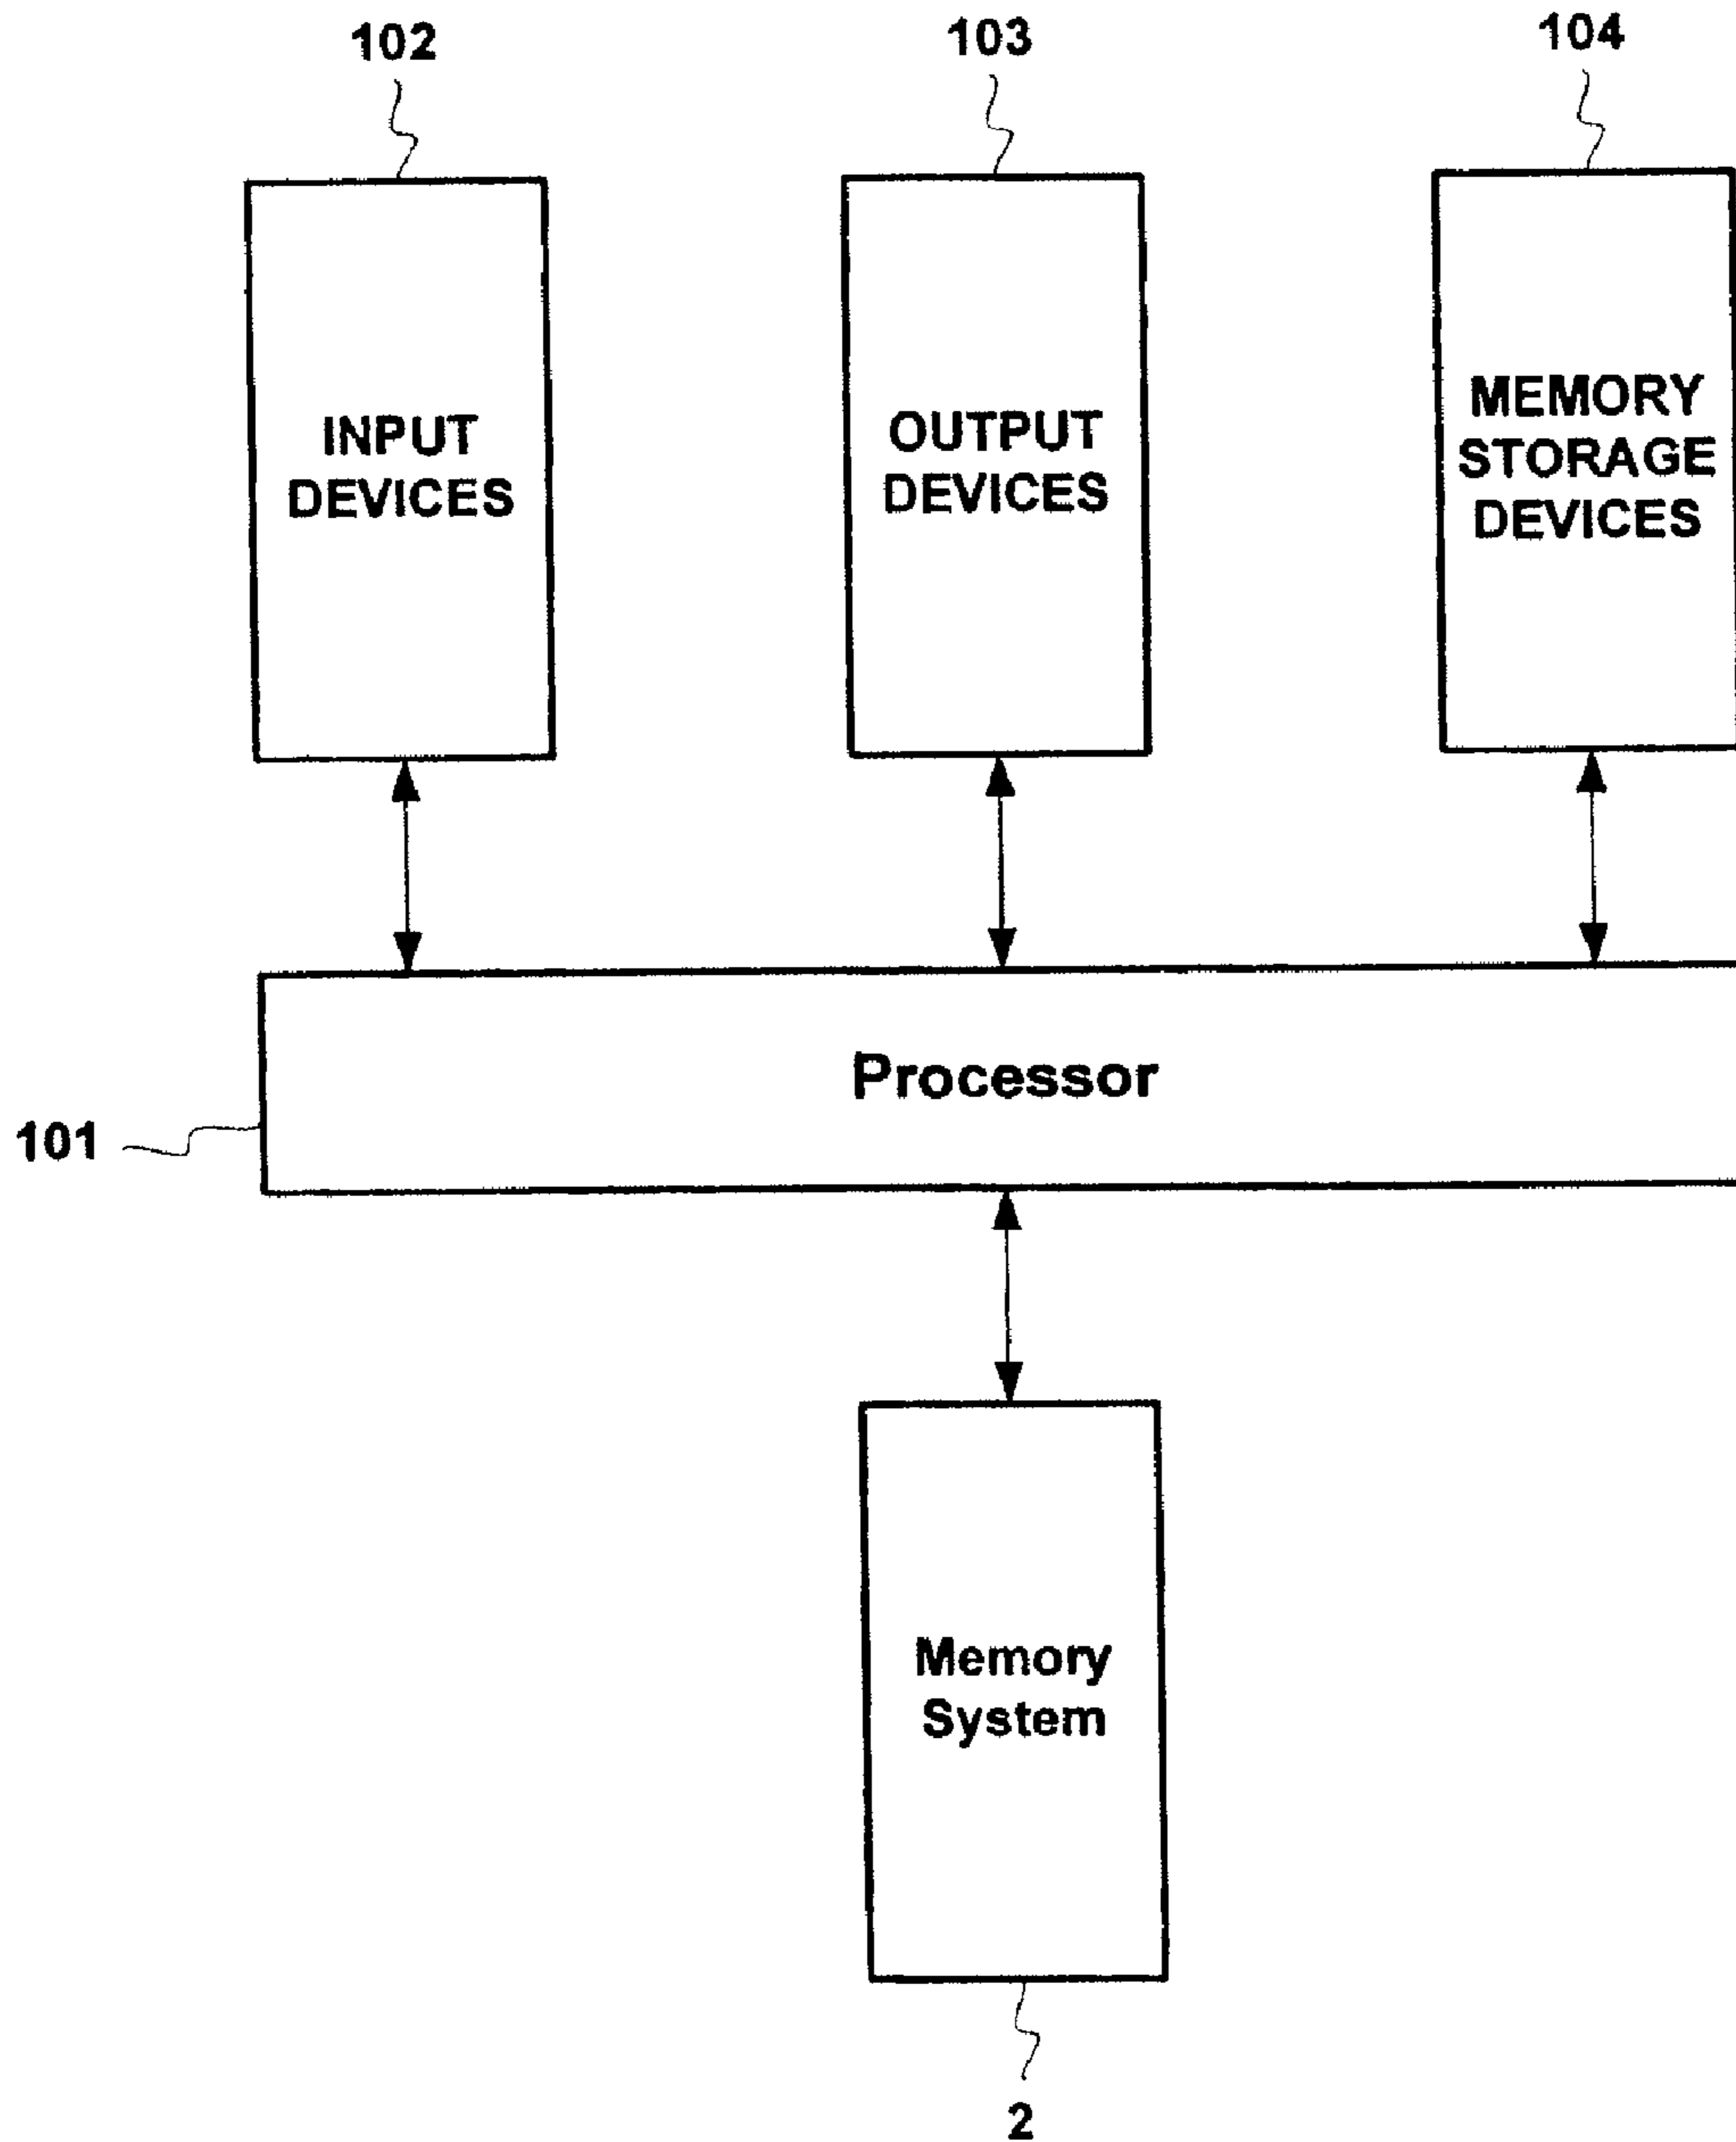 102
103
104
INPUT
DEVICES
OUTPUT
DEVICES
MEMORY
STORAGE
DEVICES
Processor
101
Memory
System
2